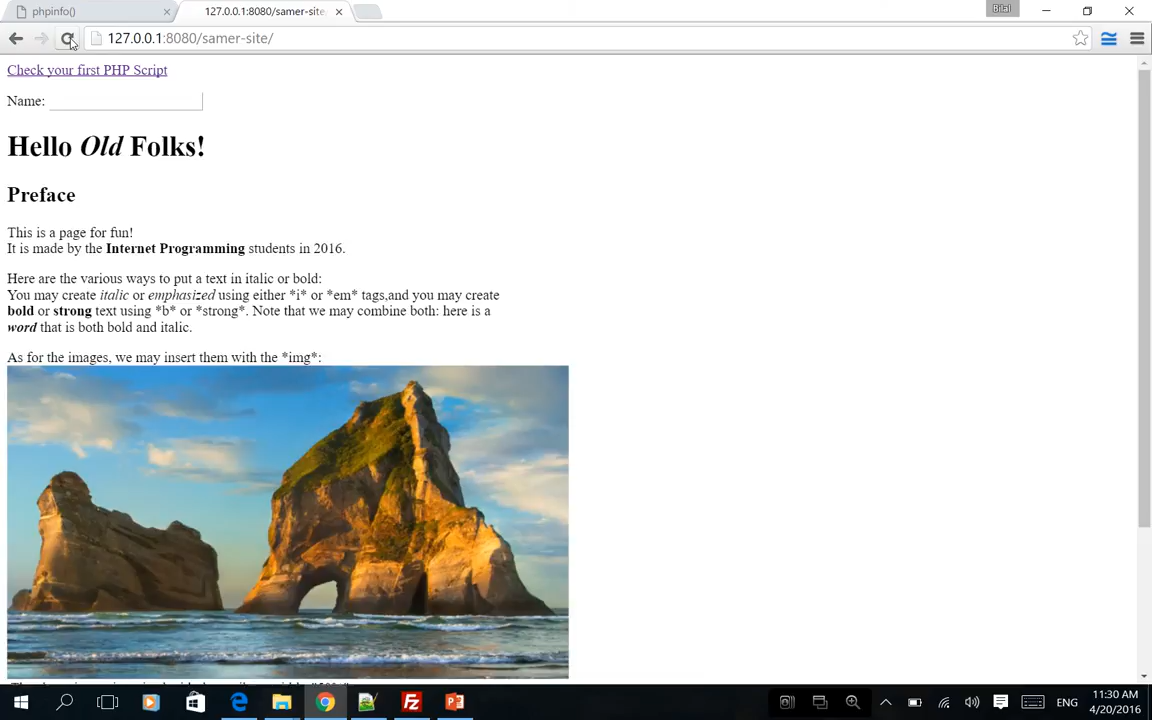 phpinfo()
127.0.0.1:8080/samer-site
Bilal
127.0.0.1:8080/samer-site/
Check your first PHP Script
Name:
Hello Old Folks!
Preface
This is a page for fun!
It is made by the Internet Programming students in 2016.
Here are the various ways to put a text in italic or bold:
You may create italic or emphasized using either *i* or *em* tags,and you may create
bold or strong text using *b* or *strong*. Note that we may combine both: here is a
word that is both bold and italic.
As for the images, we may insert them with the *img*:
ENG
11:30 AM
4/20/2016